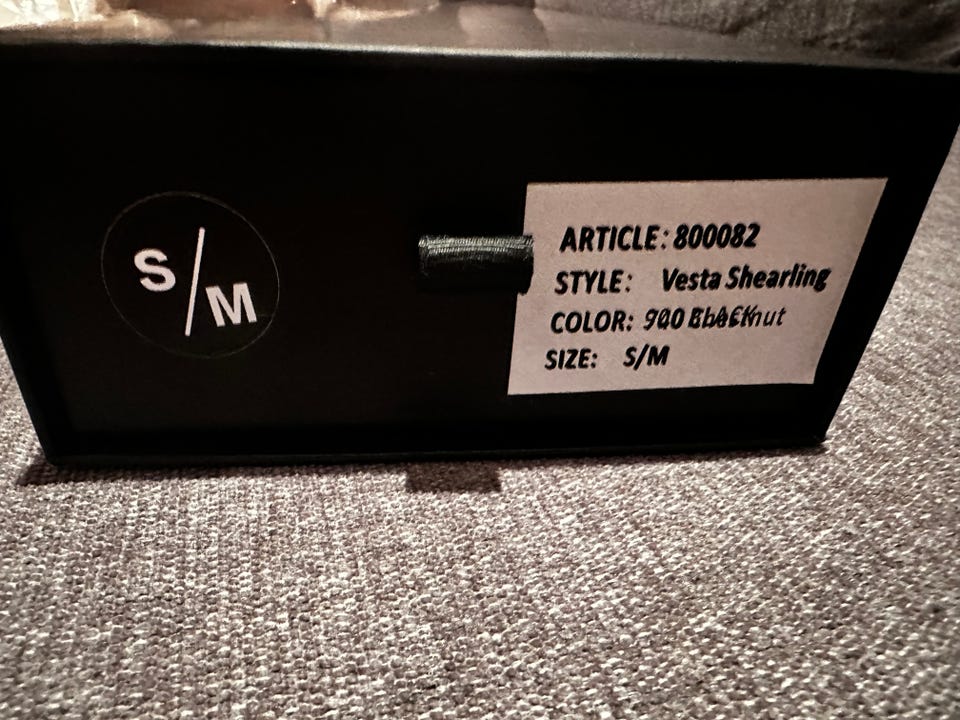 S/M
ARTICLE: 800082
STYLE: Vesta Shearling
COLOR:
SIZE: S/M